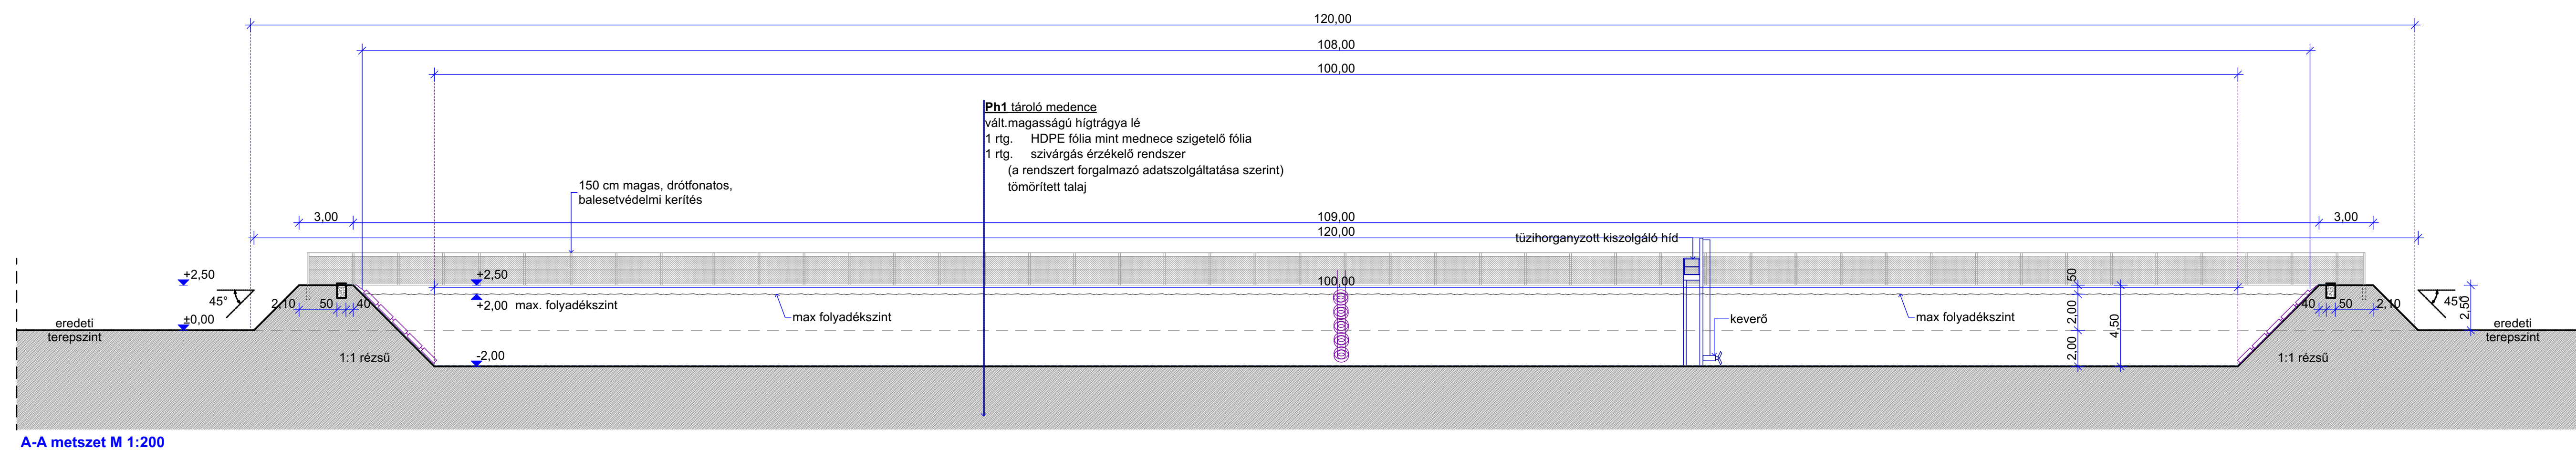 120,00
108,00
100,00
Ph1 tároló medence
vált.magasságú hígtrágya lé
1 rtg. HDPE fólia mint mednece szigetelő fólia
1 rtg. szivárgás érzékelő rendszer
(a rendszert forgalmazó adatszolgáltatása szerint)
tömörített talaj
150 cm magas, drótfonatos,
balesetvédelmi kerítés
3,00
109,00
3,00
120,00
tüzihorganyzott kiszolgáló híd
+2,50
+2,50
100,00
,50
45°
2,10
50
40
+2,00 max. folyadékszint
max folyadékszint
keverő
max folyadékszint
2,00
4,50
40
50
2,10
45°
2,50
+0,00
eredeti
terepszint
eredeti
terepszint
1:1 rézsű
-2,00
2,00
1:1 rézsű
A-A metszet M 1:200